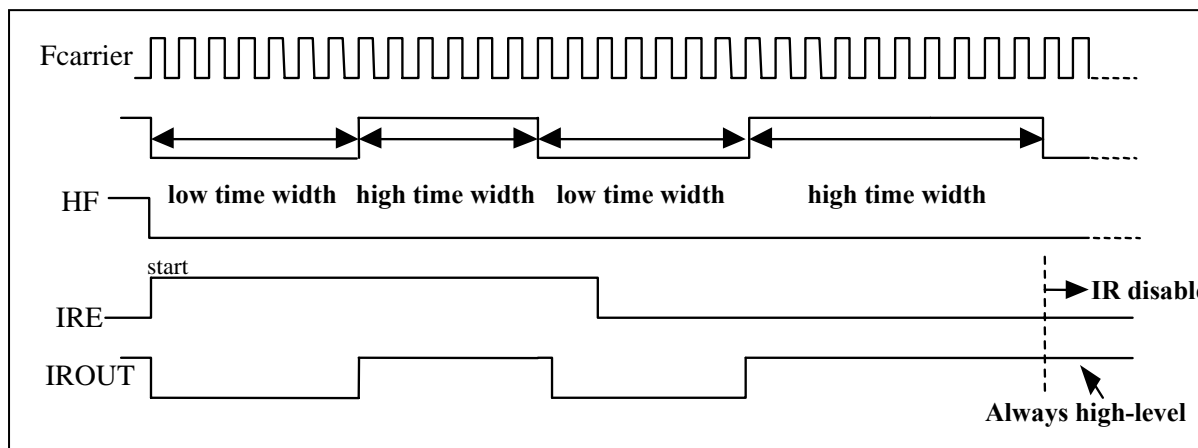 Fcarrier
low time width high time width low time width high time width
HF
start
IRE
IR disable
IROUT
Always high-level